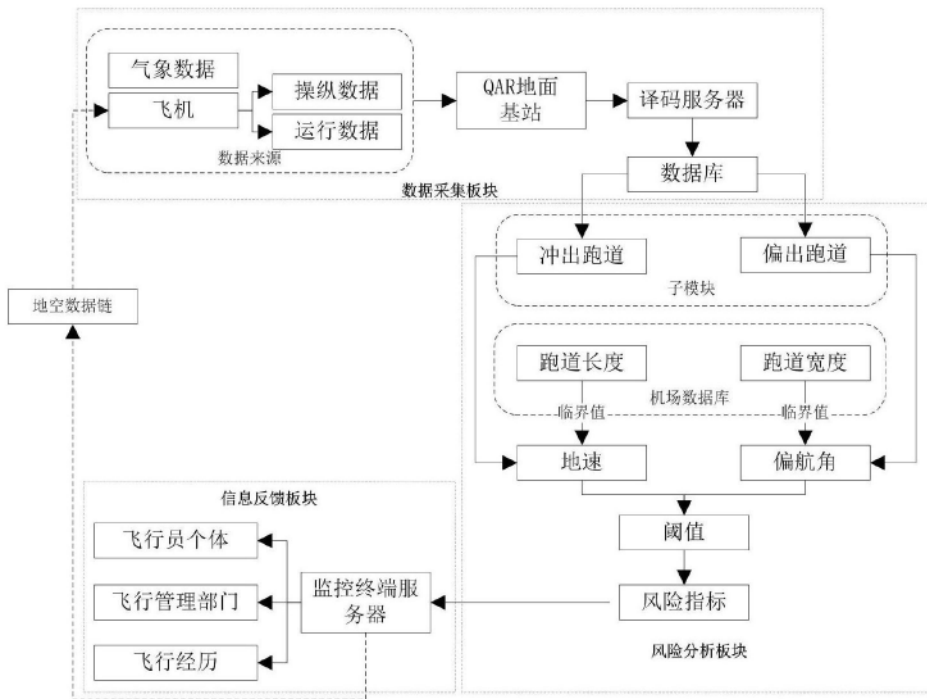 气象数据
飞机
操纵数据
运行数据
数据来源
QAR地面
基站
译码服务器
数据库
数据采集板块
冲出跑道
偏出跑道
子模块
地空数据链
跑道长度
跑道宽度
机场数据库
临界值
临界值
地速
偏航角
阈值
风险指标
风险分析板块
信息反馈板块
飞行员个体
飞行管理部门
飞行经历
监控终端服
务器